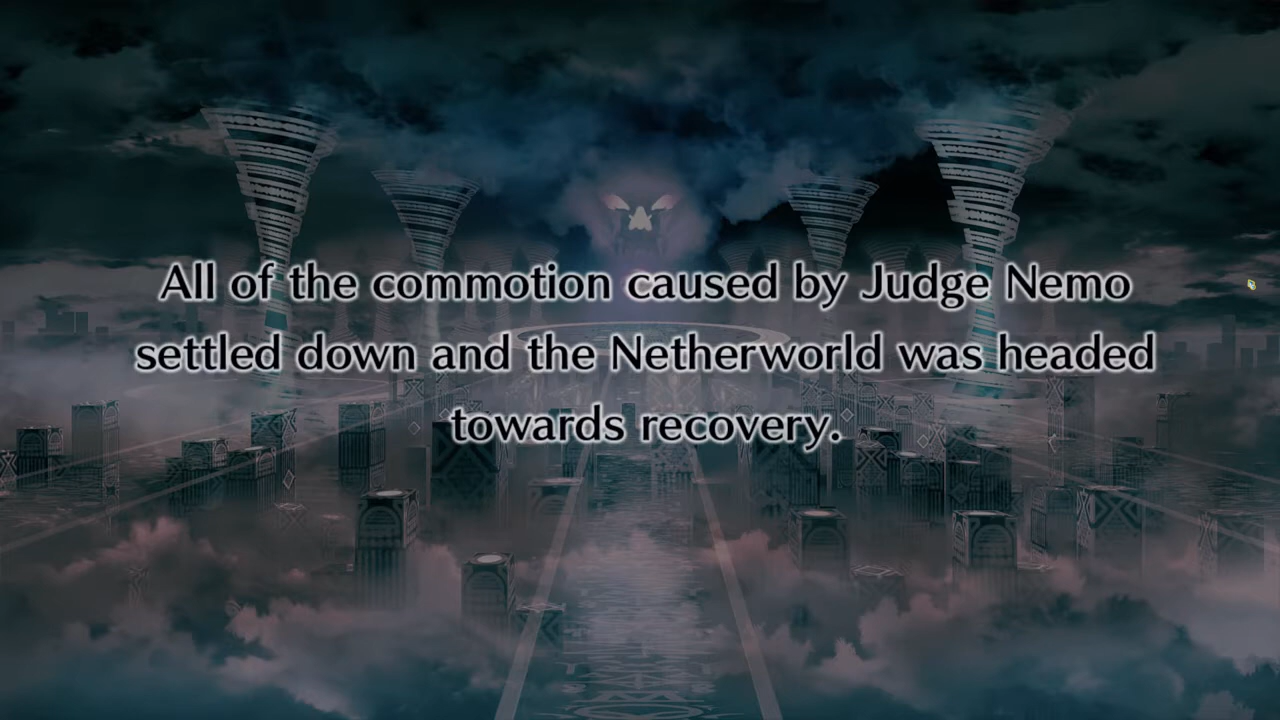 All of the commotion caused by Judge Nemo
settled down and the Netherworld was headed
towards recovery.